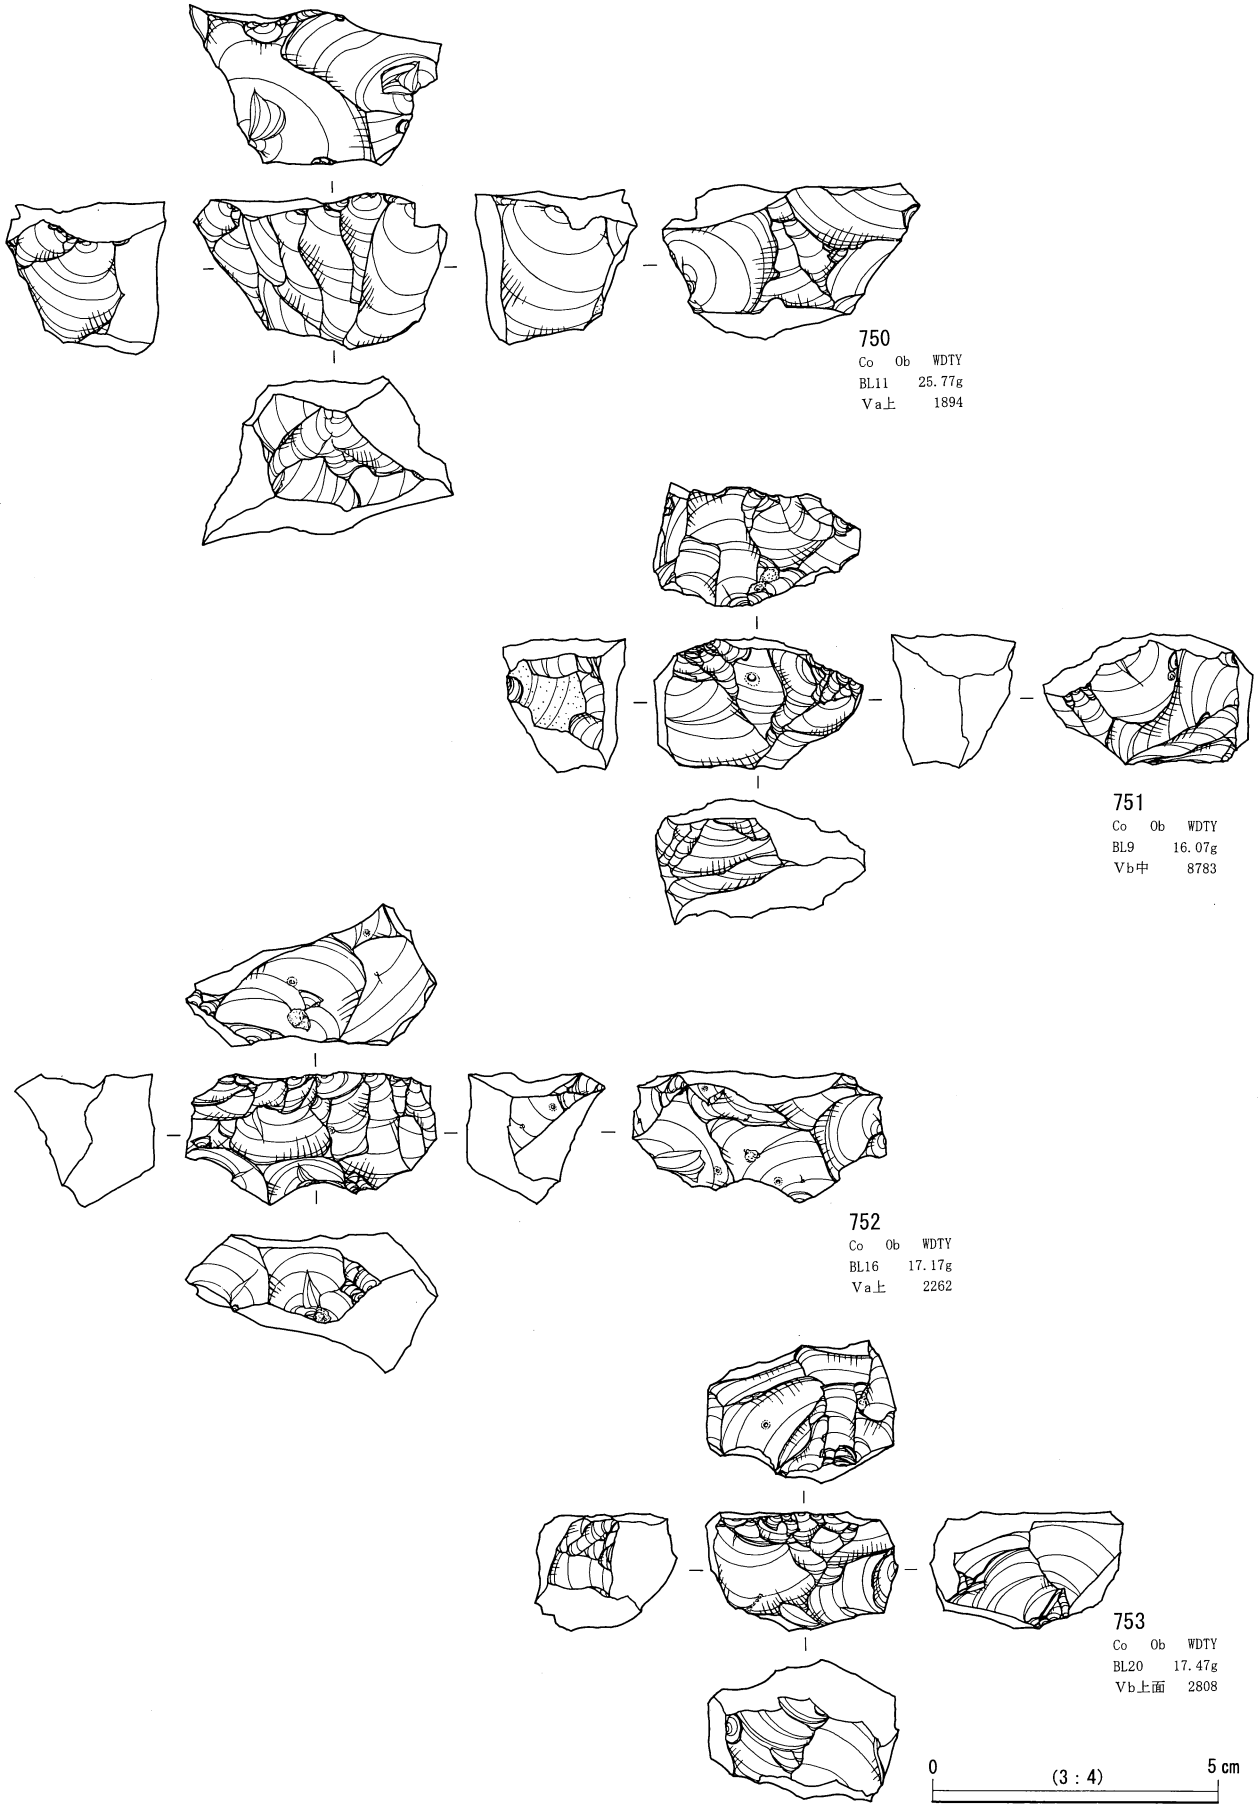 750
Co Ob WDTY
BL11 25.77g
Ⅴa上 1894
751
Co Ob WDTY
BL9 16.07g
Ⅴb中 8783
752
Co Ob WDTY
BL16 17.17g
Ⅴa上 2262
753
Co Ob WDTY
BL20 17.47g
Ⅴb上面 2808
0 (3：4) 5 cm